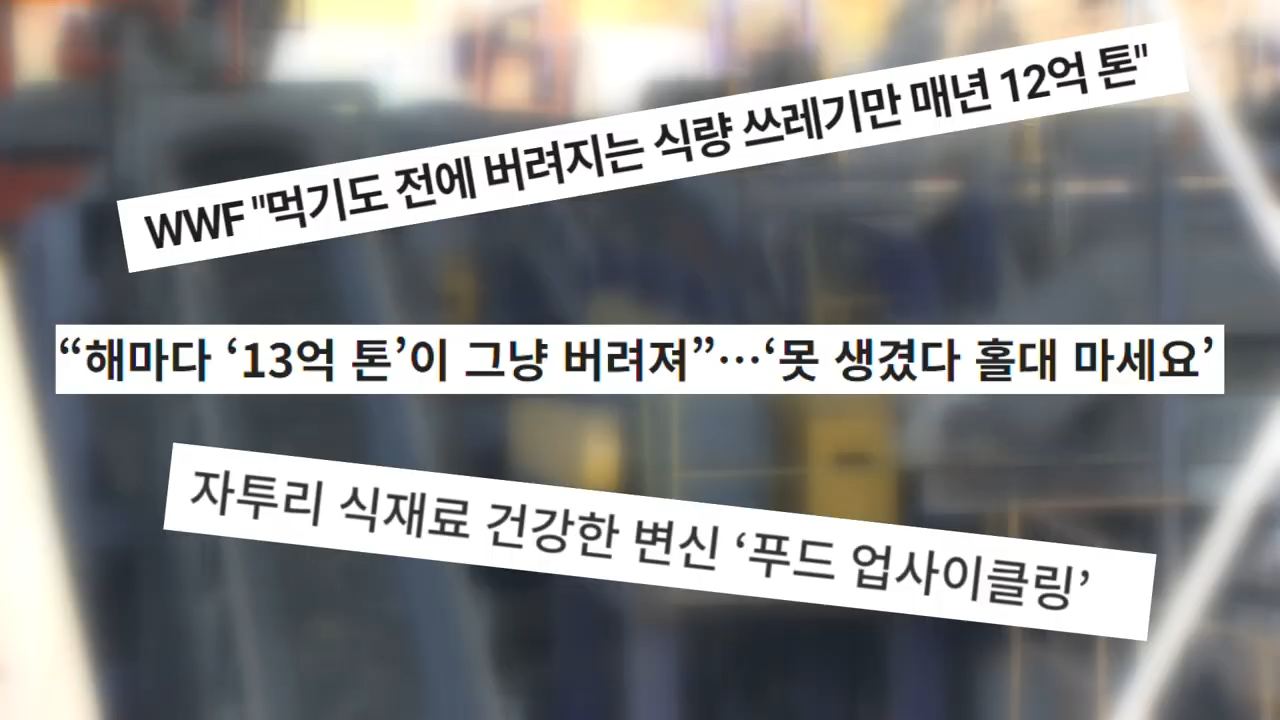 WWF "먹기도 전에 버려지는 식량 쓰레기만 매년 12억 톤"
“해마다 ‘13억 톤’이 그냥 버려져”…‘못 생겼다 홀대 마세요’
자투리 식재료 건강한 변신 ‘푸드 업사이클링’